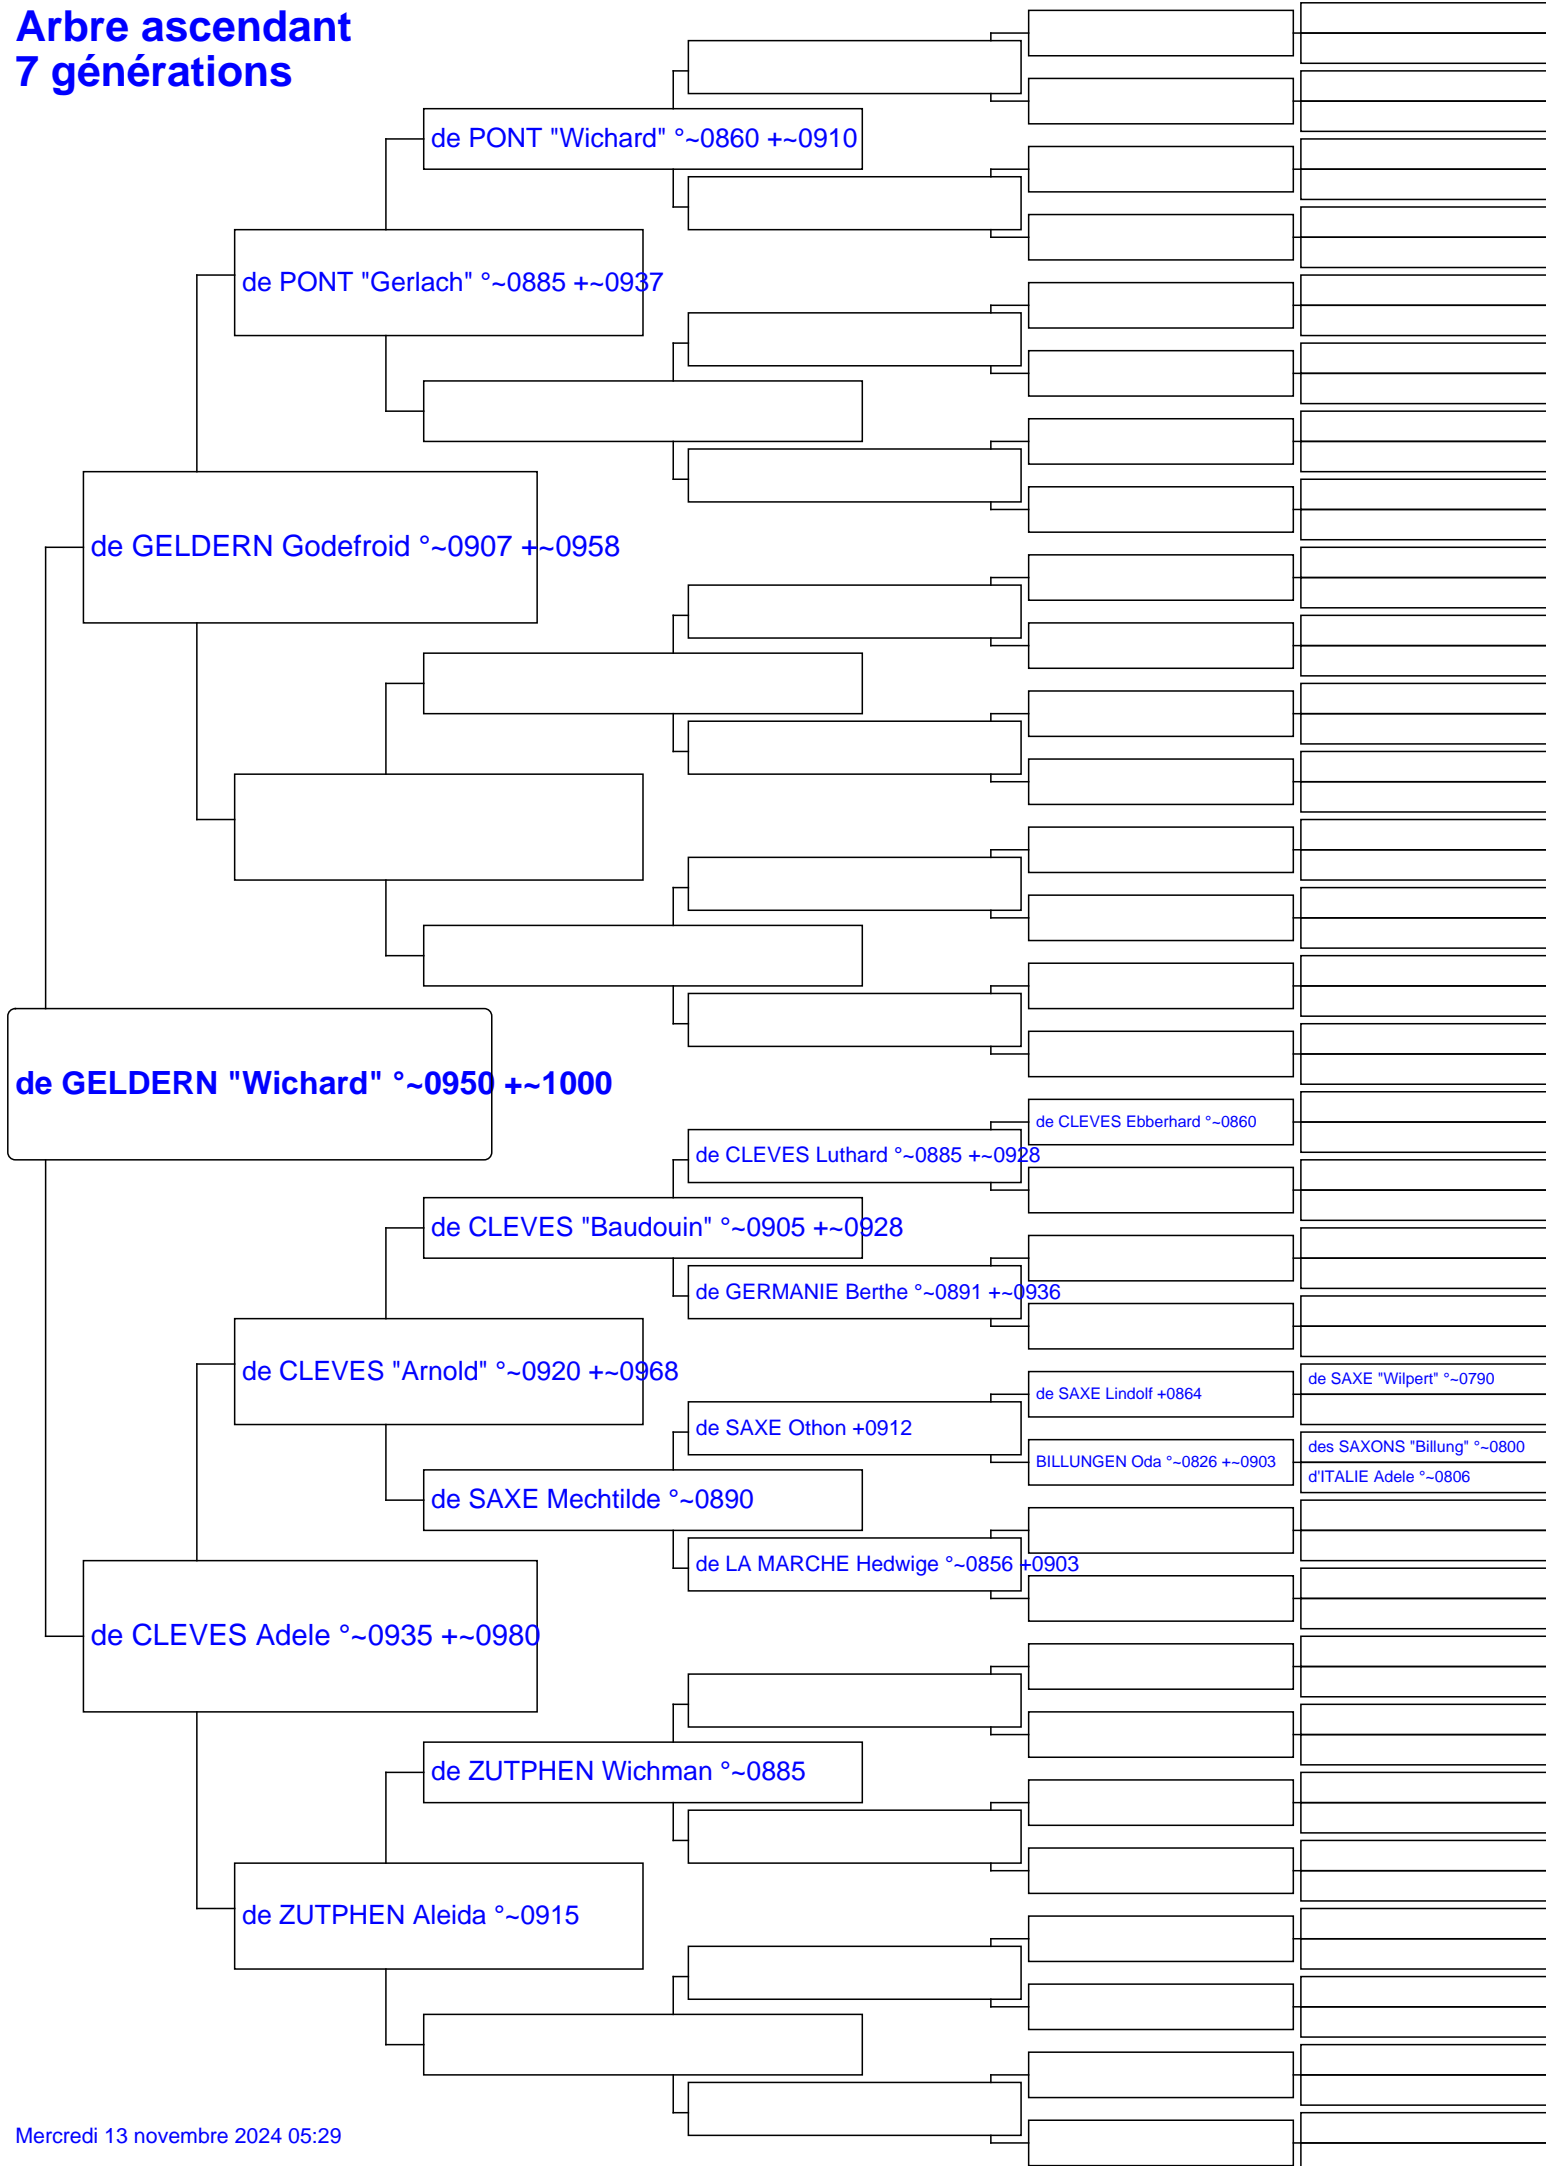 Arbre ascendant
7 générations
de PONT "Wichard" °~0860 +~0910
de PONT "Gerlach" °~0885 +~0937
de GELDERN Godefroid °~0907 +~0958
de GELDERN "Wichard" °~0950 +~1000
de CLEVES Ebberhard °~0860
de CLEVES Luthard °~0885 +~0928
de CLEVES "Baudouin" °~0905 +~0928
de GERMANIE Berthe °~0891 +~0936
de CLEVES "Arnold" °~0920 +~0968
de SAXE "Wilpert" °~0790
de SAXE Lindolf +0864
de SAXE Othon +0912
des SAXONS "Billung" °~0800
BILLUNGEN Oda °~0826 +~0903
d'ITALIE Adele °~0806
de SAXE Mechtilde °~0890
de LA MARCHE Hedwige °~0856 +0903
de CLEVES Adele °~0935 +~0980
de ZUTPHEN Wichman °~0885
de ZUTPHEN Aleida °~0915
Mercredi 13 novembre 2024 05:29